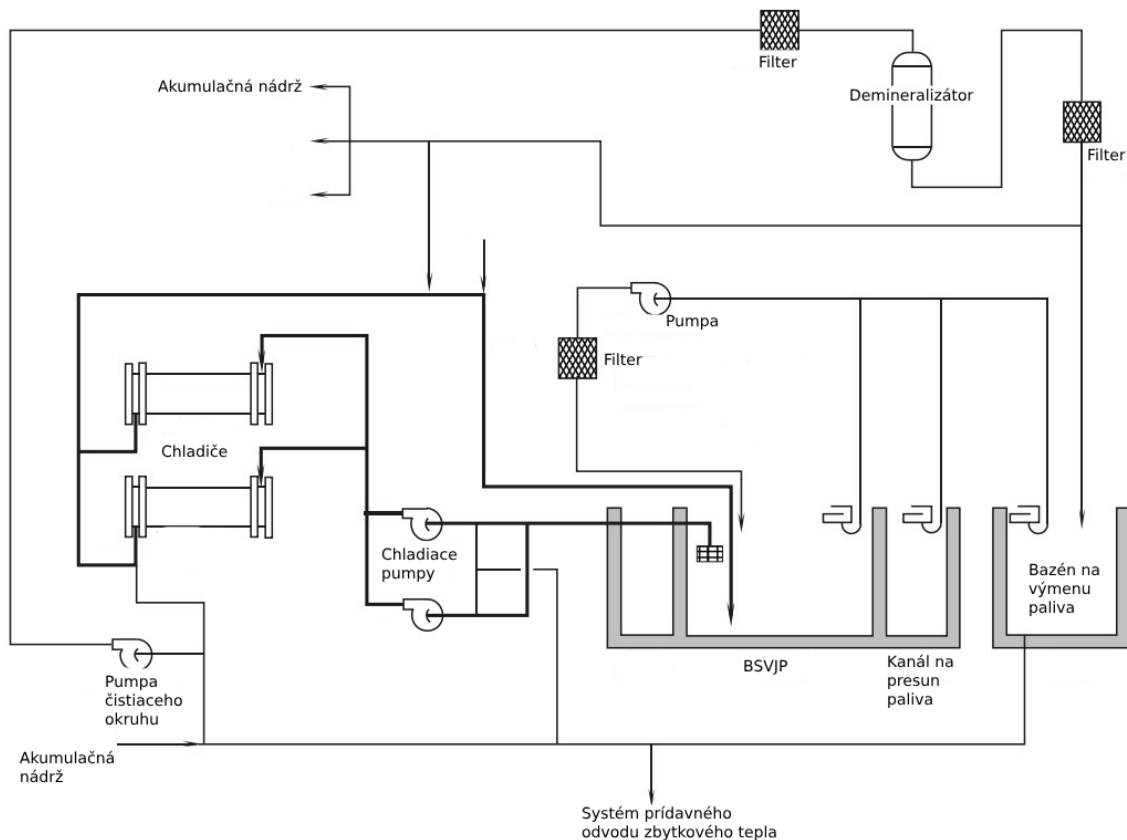 Filter
Akumulačná nádrž
Demineralizátor
Filter
Pumpa
Filter
Chladiče
Chladiace
pumpy
Bazén na
výmenu
paliva
BSVJP
Kanál na
presun
paliva
Pumpa
čistiaceho
okruhu
Akumulačná
nádrž
Systém prídavného
odvodu zbytkového tepla